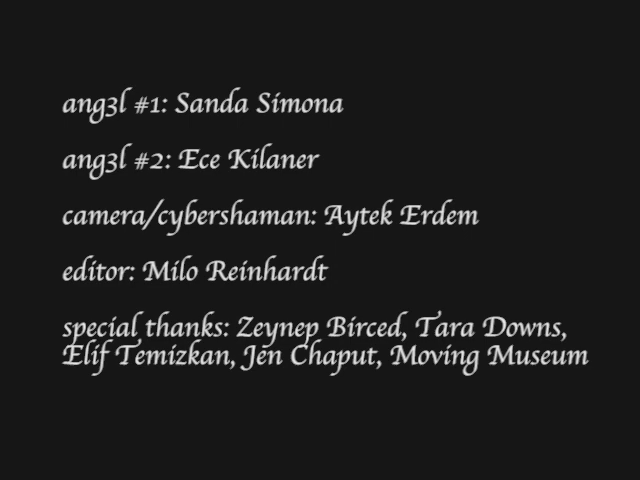 ang3l #1: Sanda Simona
ang3l #2: Ece Kilaner
camera/cybershaman: Aytek Erdem
editor: Milo Reinhardt
special thanks: Zeynep Birced, Tara Downs,
Elif Temizkan, Jen Chaput, Moving Museum